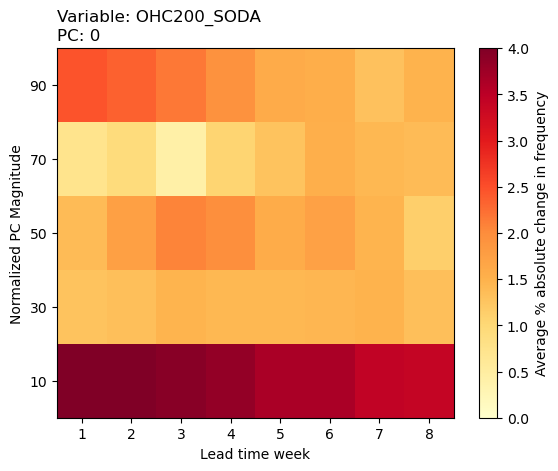 Variable: OHC200_SODA
PC: 0
Normalized PC Magnitude
90
70
50
30
10
1 2 3 4 5 6 7 8
Lead time week
4.0
3.5
3.0
2.5
2.0
1.5
1.0
0.5
0.0
Average % absolute change in frequency